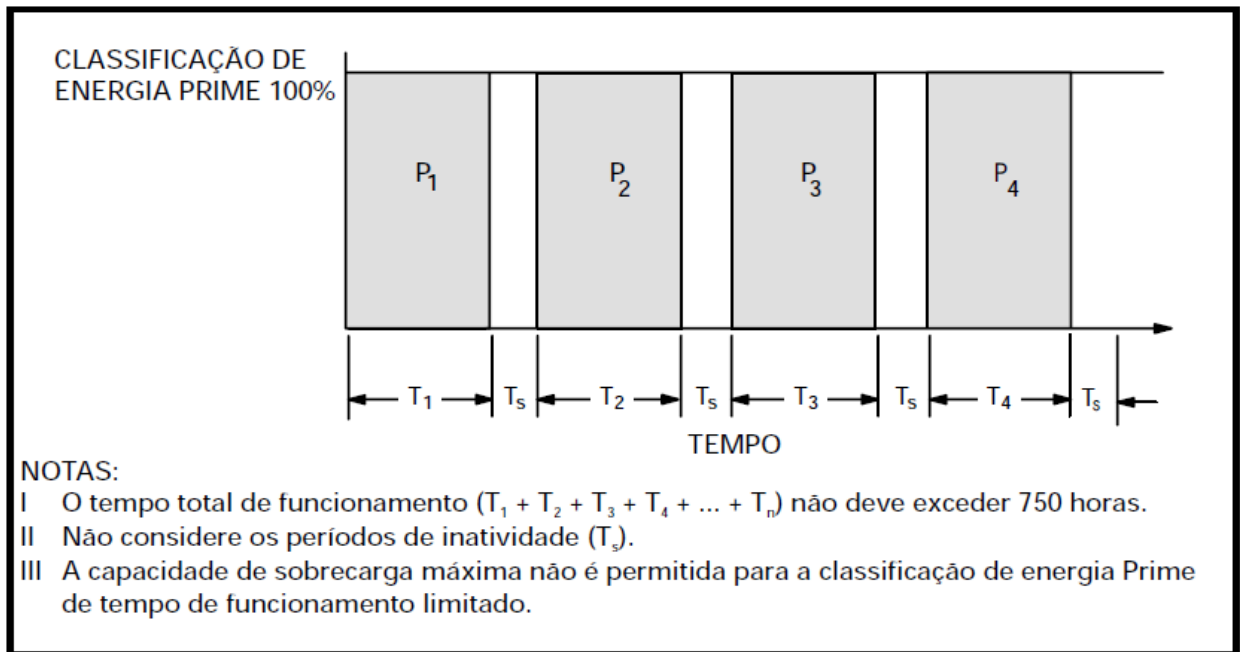 CLASSIFICAÇÃO DE
ENERGIA PRIME 100%
P₁ P₂ P₃ P₄
T₁ Tₛ T₂ Tₛ T₃ Tₛ T₄ Tₛ
TEMPO
NOTAS:
I O tempo total de funcionamento (T₁ + T₂ + T₃ + T₄ + ... + Tₙ) não deve exceder 750 horas.
II Não considere os períodos de inatividade (Tₛ).
III A capacidade de sobrecarga máxima não é permitida para a classificação de energia Prime
de tempo de funcionamento limitado.